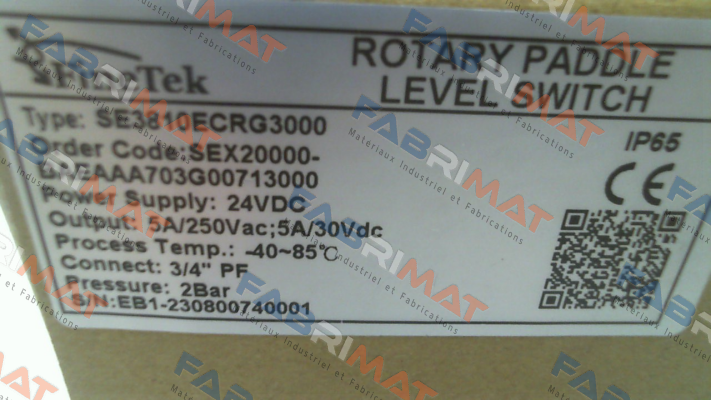 FineTek
ROTARY PADDLE
LEVEL SWITCH
Type: SE3810ECRG3000
Order Code:SEX20000-
Power Supply: 24VDC
Output: 5A/250Vac;5A/30Vdc
Process Temp.: -40~85℃
Connect: 3/4" PF
Pressure: 2Bar
S/N:EB1-230800740001
IP65
CE
FABRIMAT
Materiaux Industriel et Fabrications